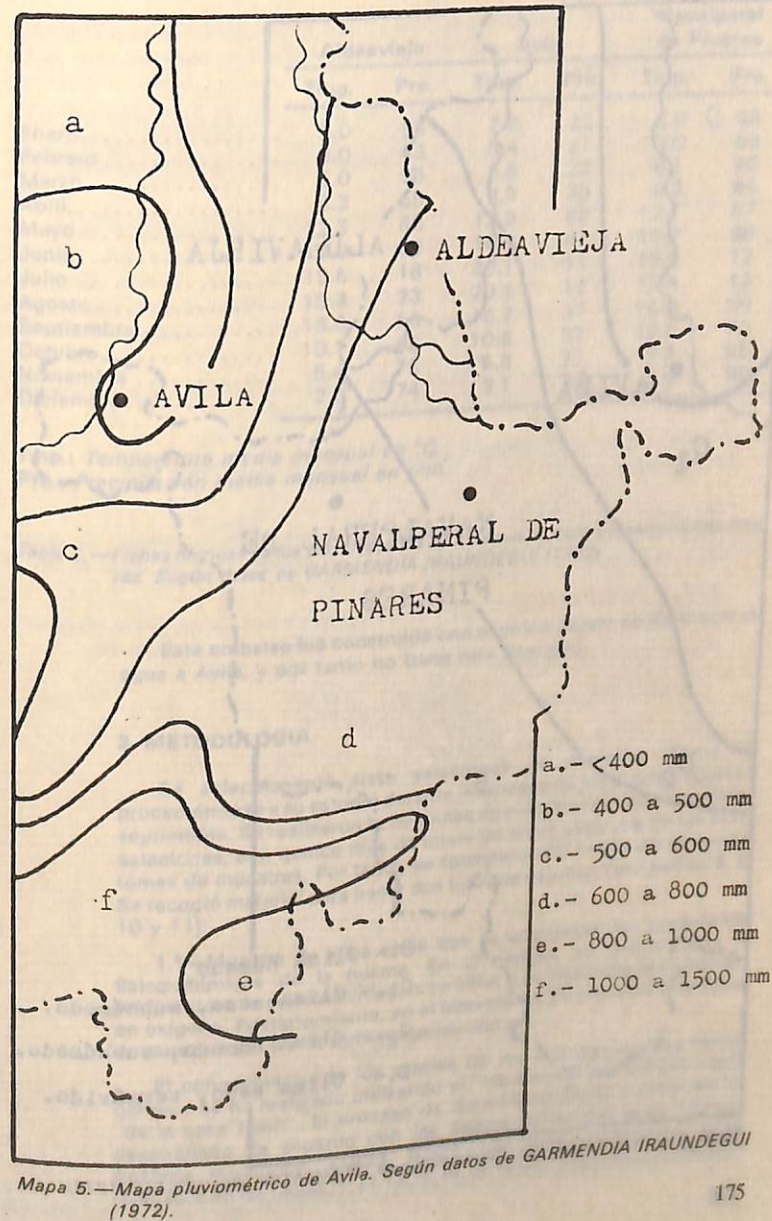 a
ALDEAVIEJA
b
AVILA
c
NAVALPERAL DE
PINARES
d
a.- <400 mm
b.- 400 a 500 mm
c.- 500 a 600 mm
d.- 600 a 800 mm
e.- 800 a 1000 mm
f.- 1000 a 1500 mm
f
e
Mapa 5.—Mapa pluviométrico de Avila. Según datos de GARMENDIA IRAUNDEGUI
(1972).
175